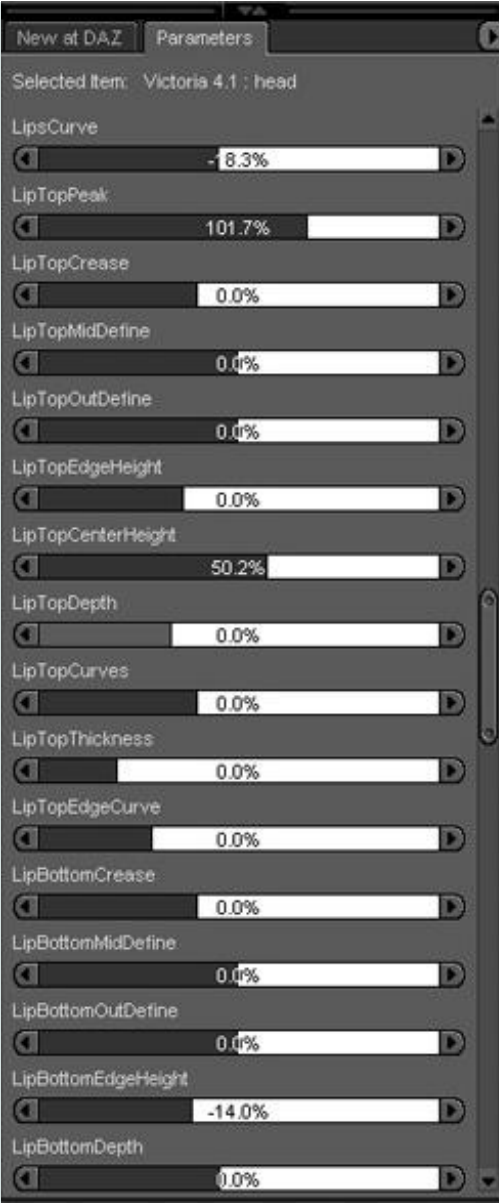 New at DAZ Parameters
Selected Item: Victoria 4.1 : head
LipsCurve
-18.3%
LipTopPeak
101.7%
LipTopCrease
0.0%
LipTopMidDefine
0.0%
LipTopOutDefine
0.0%
LipTopEdgeHeight
0.0%
LipTopCenterHeight
50.2%
LipTopDepth
0.0%
LipTopCurves
0.0%
LipTopThickness
0.0%
LipTopEdgeCurve
0.0%
LipBottomCrease
0.0%
LipBottomMidDefine
0.0%
LipBottomOutDefine
0.0%
LipBottomEdgeHeight
-14.0%
LipBottomDepth
0.0%